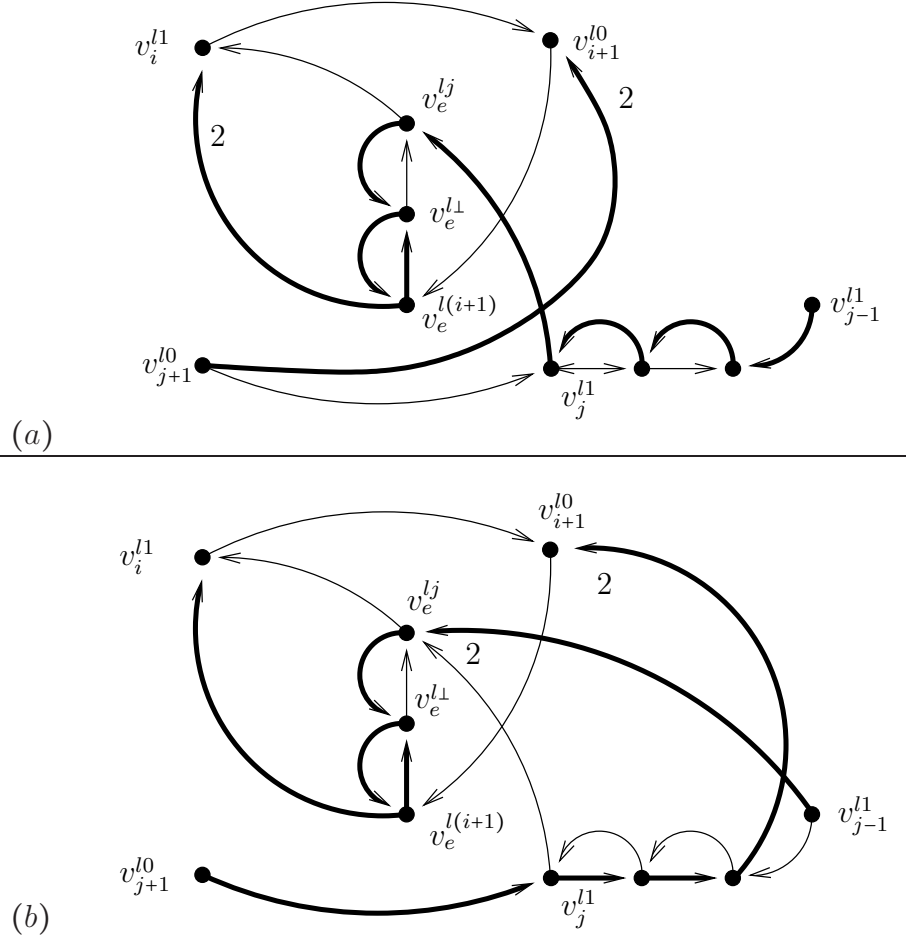 v_i^{l1}
v_{i+1}^{l0}
v_e^{lj}
2
2
v_e^{l⊥}
v_e^{l(i+1)}
v_{j-1}^{l1}
v_{j+1}^{l0}
v_j^{l1}
(a)
v_{i+1}^{l0}
v_i^{l1}
2
v_e^{lj}
2
v_e^{l⊥}
v_e^{l(i+1)}
v_{j-1}^{l1}
v_{j+1}^{l0}
v_j^{l1}
(b)